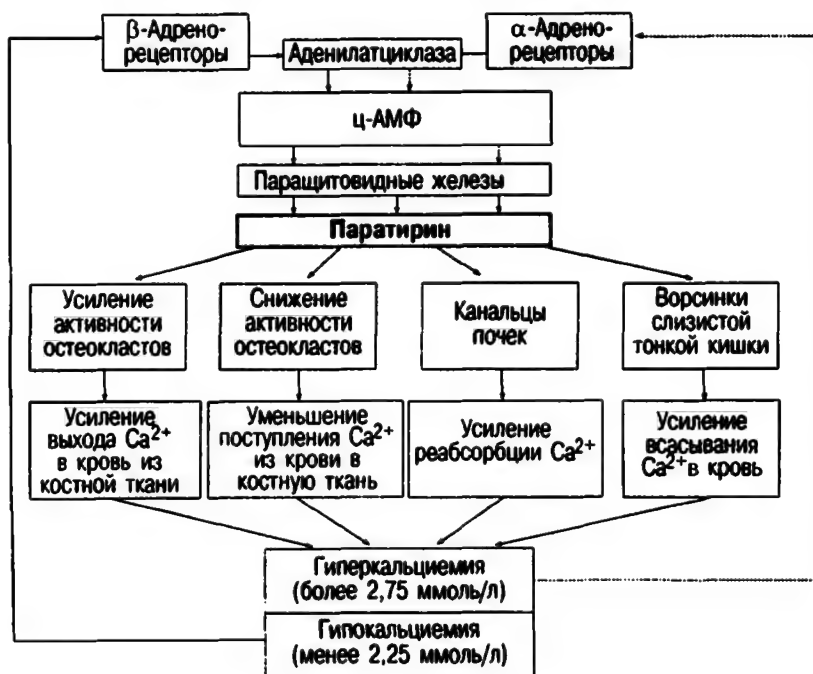 β-Адрено-
рецепторы
Аденилатциклаза
α-Адрено-
рецепторы
ц-АМФ
Паращитовидные железы
Паратирин
Усиление
активности
остеокластов
Снижение
активности
остеокластов
Канальцы
почек
Ворсинки
слизистой
тонкой кишки
Усиление
выхода Ca²⁺
в кровь из
костной ткани
Уменьшение
поступления Ca²⁺
из крови в
костную ткань
Усиление
реабсорбции Ca²⁺
Усиление
всасывания
Ca²⁺ в кровь
Гиперкальциемия
(более 2,75 ммоль/л)
Гипокальциемия
(менее 2,25 ммоль/л)